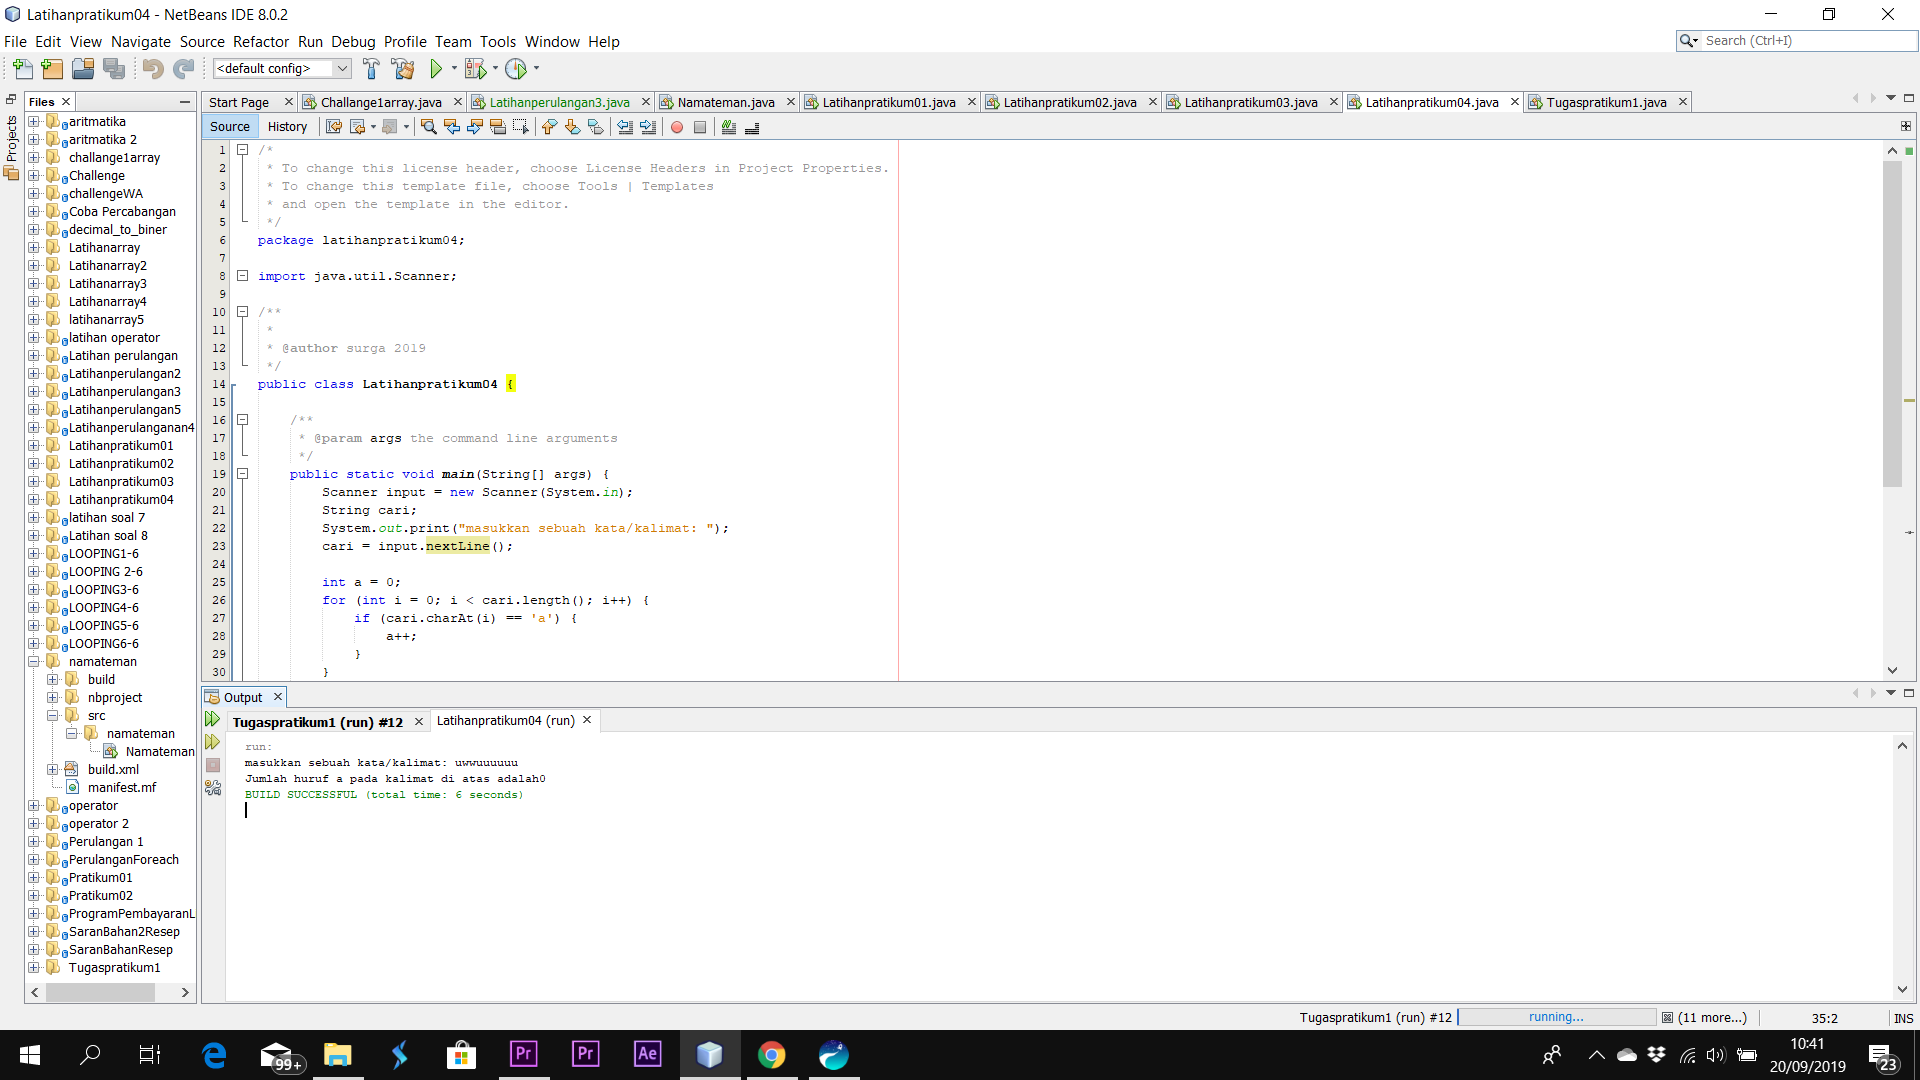 Latihanpratikum04 - NetBeans IDE 8.0.2
File Edit View Navigate Source Refactor Run Debug Profile Team Tools Window Help
Search (Ctrl+I)
<default config>
Files
Projects
aritmatika
aritmatika 2
challange1array
Challenge
challengeWA
Coba Percabangan
decimal_to_biner
Latihanarray
Latihanarray2
Latihanarray3
Latihanarray4
latihanarray5
latihan operator
Latihan perulangan
Latihanperulangan2
Latihanperulangan3
Latihanperulangan5
Latihanperulanganan4
Latihanpratikum01
Latihanpratikum02
Latihanpratikum03
Latihanpratikum04
latihan soal 7
Latihan soal 8
LOOPING1-6
LOOPING 2-6
LOOPING3-6
LOOPING4-6
LOOPING5-6
LOOPING6-6
namateman
build
nbproject
src
namateman
Namateman
build.xml
manifest.mf
operator
operator 2
Perulangan 1
PerulanganForeach
Pratikum01
Pratikum02
ProgramPembayaranL
SaranBahan2Resep
SaranBahanResep
Tugaspratikum1
Start Page Challange1array.java Latihanperulangan3.java Namateman.java Latihanpratikum01.java Latihanpratikum02.java Latihanpratikum03.java Latihanpratikum04.java Tugaspratikum1.java
Source History
1 /*
2 * To change this license header, choose License Headers in Project Properties.
3 * To change this template file, choose Tools | Templates
4 * and open the template in the editor.
5 */
6 package latihanpratikum04;
7
8 import java.util.Scanner;
9
10 /**
11 *
12 * @author surga 2019
13 */
14 public class Latihanpratikum04 {
15
16 /**
17 * @param args the command line arguments
18 */
19 public static void main(String[] args) {
20 Scanner input = new Scanner(System.in);
21 String cari;
22 System.out.print("masukkan sebuah kata/kalimat: ");
23 cari = input.nextLine();
24
25 int a = 0;
26 for (int i = 0; i < cari.length(); i++) {
27 if (cari.charAt(i) == 'a') {
28 a++;
29 }
30 }
Output
Tugaspratikum1 (run) #12 Latihanpratikum04 (run)
run:
masukkan sebuah kata/kalimat: uwwuuuuuu
Jumlah huruf a pada kalimat di atas adalah0
BUILD SUCCESSFUL (total time: 6 seconds)
Tugaspratikum1 (run) #12 running... (11 more...) 35:2 INS
99+
Pr
Pr
Ae
10:41
20/09/2019
23